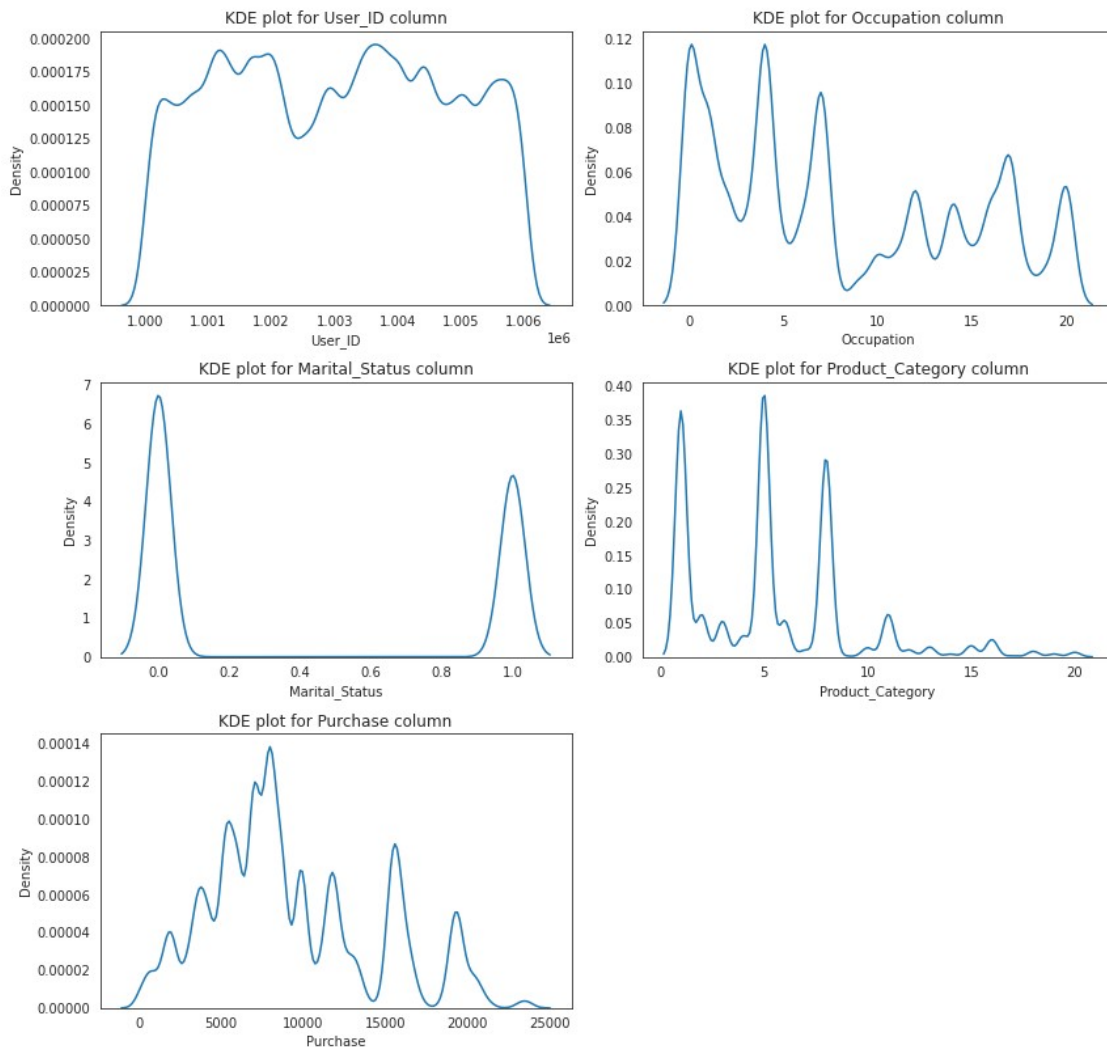 KDE plot for User_ID column
0.000200
0.000175
0.000150
0.000125
0.000100
0.000075
0.000050
0.000025
0.000000
Density
1.000 1.001 1.002 1.003 1.004 1.005 1.006
1e6
User_ID
KDE plot for Occupation column
0.12
0.10
0.08
0.06
0.04
0.02
0.00
Density
0 5 10 15 20
Occupation
KDE plot for Marital_Status column
7
6
5
4
3
2
1
0
Density
0.0 0.2 0.4 0.6 0.8 1.0
Marital_Status
KDE plot for Product_Category column
0.40
0.35
0.30
0.25
0.20
0.15
0.10
0.05
0.00
Density
0 5 10 15 20
Product_Category
KDE plot for Purchase column
0.00014
0.00012
0.00010
0.00008
0.00006
0.00004
0.00002
0.00000
Density
0 5000 10000 15000 20000 25000
Purchase